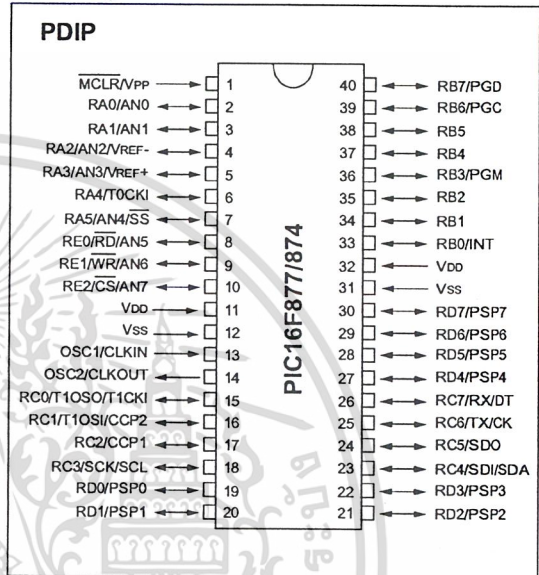 PDIP
MCLR/VPP 1
RA0/AN0 2
RA1/AN1 3
RA2/AN2/VREF- 4
RA3/AN3/VREF+ 5
RA4/T0CKI 6
RA5/AN4/SS 7
RE0/RD/AN5 8
RE1/WR/AN6 9
RE2/CS/AN7 10
VDD 11
VSS 12
OSC1/CLKIN 13
OSC2/CLKOUT 14
RC0/T1OSO/T1CKI 15
RC1/T1OSI/CCP2 16
RC2/CCP1 17
RC3/SCK/SCL 18
RD0/PSP0 19
RD1/PSP1 20
PIC16F877/874
40 RB7/PGD
39 RB6/PGC
38 RB5
37 RB4
36 RB3/PGM
35 RB2
34 RB1
33 RB0/INT
32 VDD
31 VSS
30 RD7/PSP7
29 RD6/PSP6
28 RD5/PSP5
27 RD4/PSP4
26 RC7/RX/DT
25 RC6/TX/CK
24 RC5/SDO
23 RC4/SDI/SDA
22 RD3/PSP3
21 RD2/PSP2